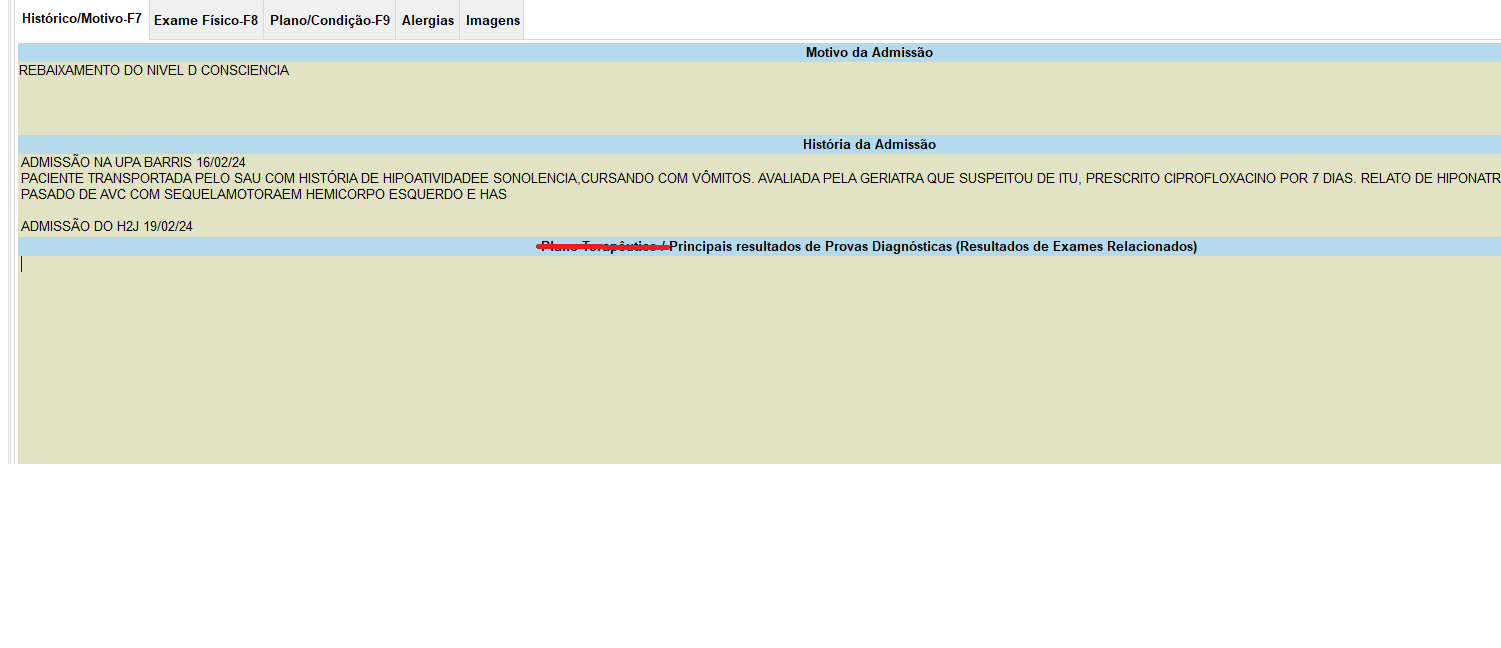 Histórico/Motivo-F7 Exame Físico-F8 Plano/Condição-F9 Alergias Imagens
Motivo da Admissão
REBAIXAMENTO DO NIVEL D CONSCIENCIA
História da Admissão
ADMISSÃO NA UPA BARRIS 16/02/24
PACIENTE TRANSPORTADA PELO SAU COM HISTÓRIA DE HIPOATIVIDADEE SONOLENCIA,CURSANDO COM VÔMITOS. AVALIADA PELA GERIATRA QUE SUSPEITOU DE ITU, PRESCRITO CIPROFLOXACINO POR 7 DIAS. RELATO DE HIPONATR
PASADO DE AVC COM SEQUELAMOTORAEM HEMICORPO ESQUERDO E HAS
ADMISSÃO DO H2J 19/02/24
Plano Terapêutico / Principais resultados de Provas Diagnósticas (Resultados de Exames Relacionados)